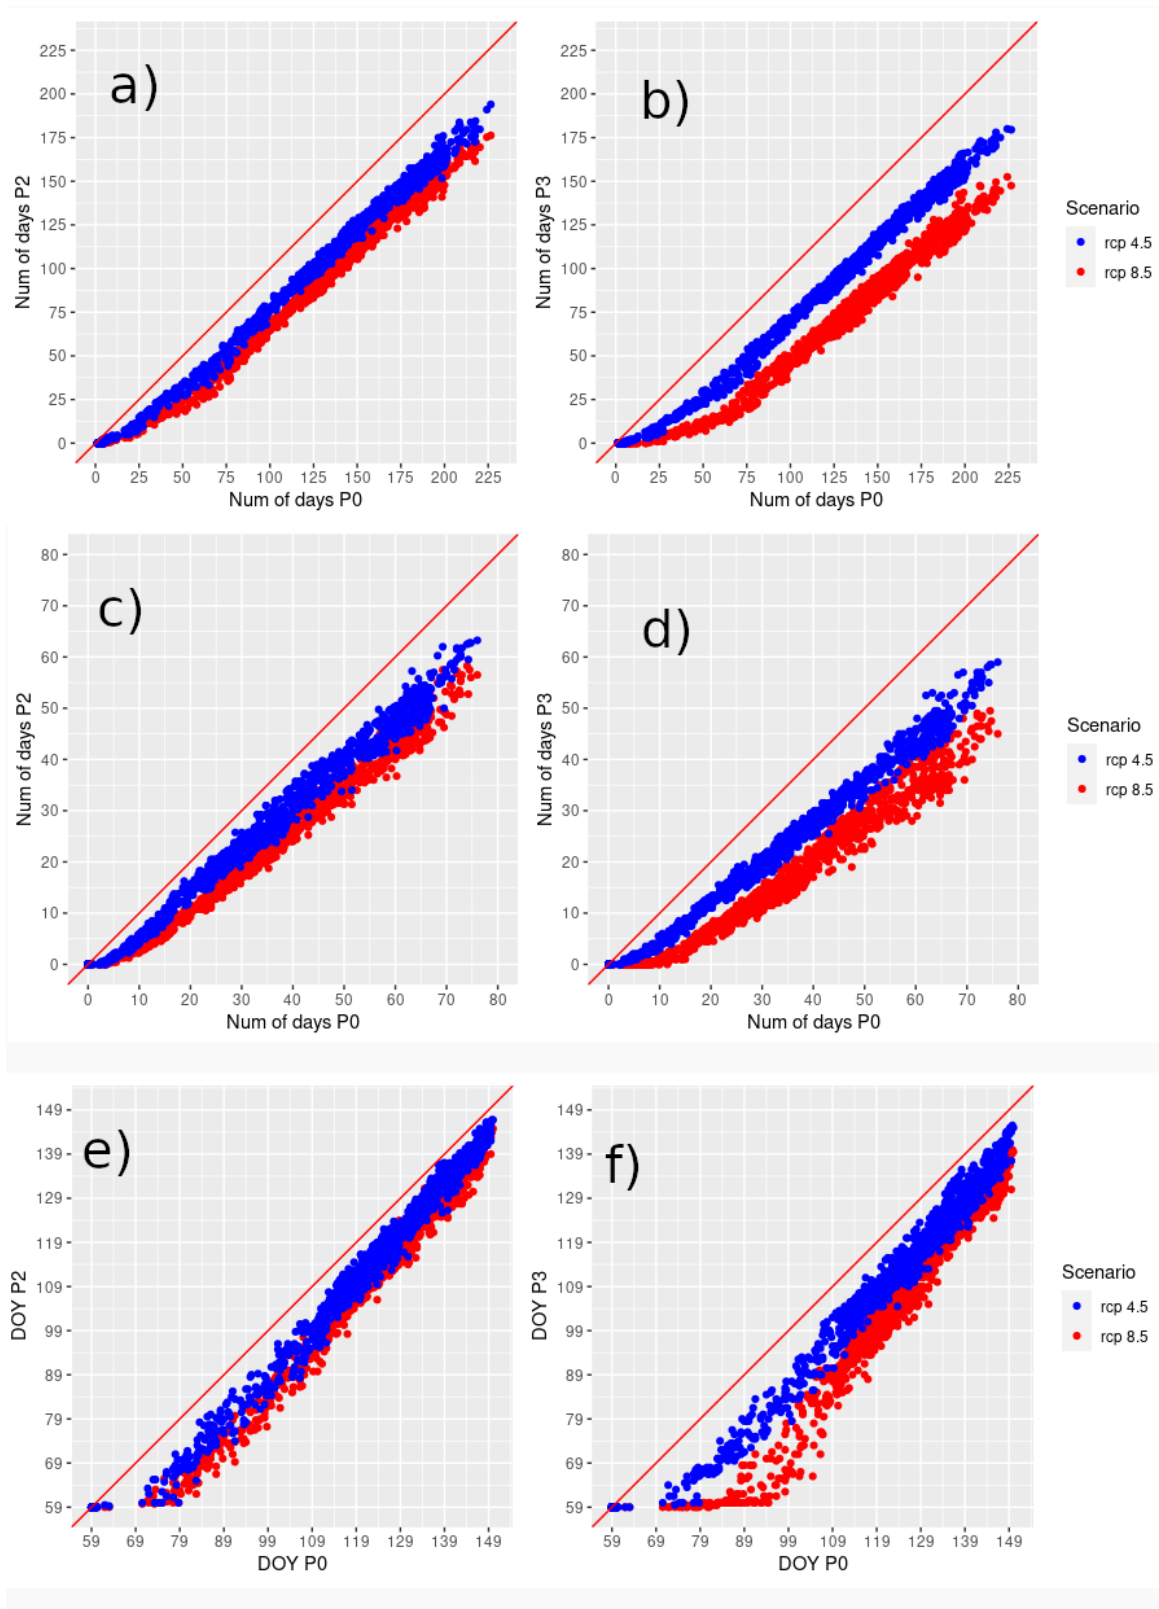 a)
Num of days P2
225
200
175
150
125
100
75
50
25
0
0 25 50 75 100 125 150 175 200 225
Num of days P0
b)
Num of days P3
225
200
175
150
125
100
75
50
25
0
0 25 50 75 100 125 150 175 200 225
Num of days P0
Scenario
rcp 4.5
rcp 8.5
c)
Num of days P2
80
70
60
50
40
30
20
10
0
0 10 20 30 40 50 60 70 80
Num of days P0
d)
Num of days P3
80
70
60
50
40
30
20
10
0
0 10 20 30 40 50 60 70 80
Num of days P0
Scenario
rcp 4.5
rcp 8.5
e)
DOY P2
149
139
129
119
109
99
89
79
69
59
59 69 79 89 99 109 119 129 139 149
DOY P0
f)
DOY P3
149
139
129
119
109
99
89
79
69
59
59 69 79 89 99 109 119 129 139 149
DOY P0
Scenario
rcp 4.5
rcp 8.5